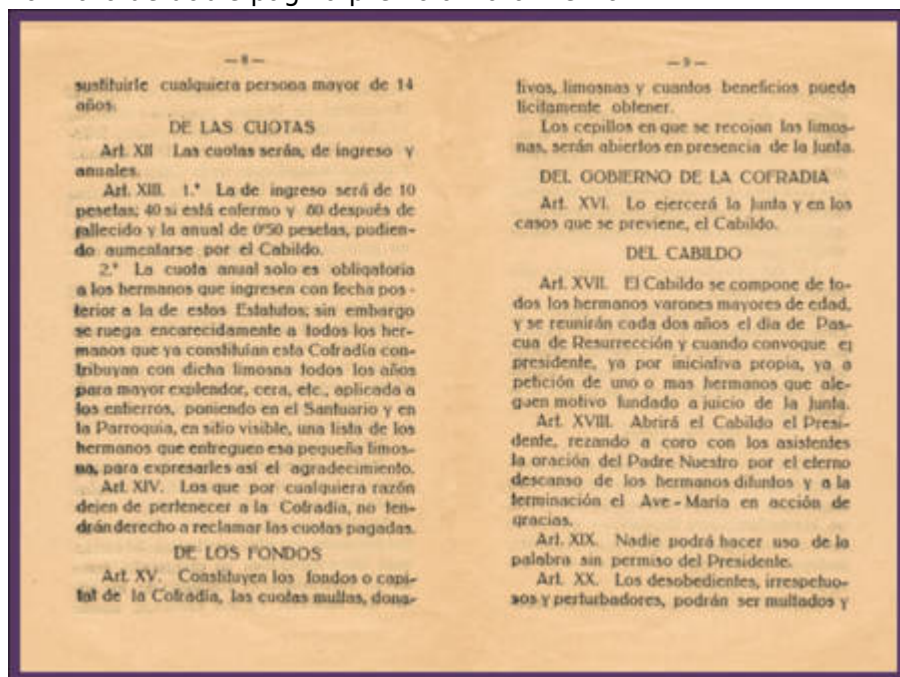 — 8 —
sustituirle cualquiera persona mayor de 14
años.
DE LAS CUOTAS
Art. XII Las cuotas serán, de ingreso y
anuales.
Art. XIII. 1.ª La de ingreso será de 10
pesetas; 40 si está enfermo y 80 después de
fallecido y la anual de 0'50 pesetas, pudien-
do aumentarse por el Cabildo.
2.ª La cuota anual solo es obligatoria
a los hermanos que ingresen con fecha pos-
terior a la de estos Estatutos; sin embargo
se ruega encarecidamente a todos los her-
manos que ya constituían esta Cofradía con-
tribuyan con dicha limosna todos los años
para mayor explendor, cera, etc., aplicada a
los entierros, poniendo en el Santuario y en
la Parroquia, en sitio visible, una lista de los
hermanos que entreguen esa pequeña limos-
na, para expresarles así el agradecimiento.
Art. XIV. Los que por cualquiera razón
dejen de pertenecer a la Cofradía, no ten-
drán derecho a reclamar las cuotas pagadas.
DE LOS FONDOS
Art. XV. Constituyen los fondos o capi-
tal de la Cofradía, las cuotas multas, dona-
— 9 —
tivos, limosnas y cuantos beneficios pueda
lícitamente obtener.
Los cepillos en que se recojan las limos-
nas, serán abiertos en presencia de la Junta.
DEL GOBIERNO DE LA COFRADIA
Art. XVI. Lo ejercerá la Junta y en los
casos que se previene, el Cabildo.
DEL CABILDO
Art. XVII. El Cabildo se compone de to-
dos los hermanos varones mayores de edad,
y se reunirán cada dos años el día de Pas-
cua de Resurrección y cuando convoque el
presidente, ya por iniciativa propia, ya a
petición de uno o mas hermanos que ale-
guen motivo fundado a juicio de la Junta.
Art. XVIII. Abrirá el Cabildo el Presi-
dente, rezando a coro con los asistentes
la oración del Padre Nuestro por el eterno
descanso de los hermanos difuntos y a la
terminación el Ave-María en acción de
gracias.
Art. XIX. Nadie podrá hacer uso de la
palabra sin permiso del Presidente.
Art. XX. Los desobedientes, irrespetuo-
sos y perturbadores, podrán ser multados y